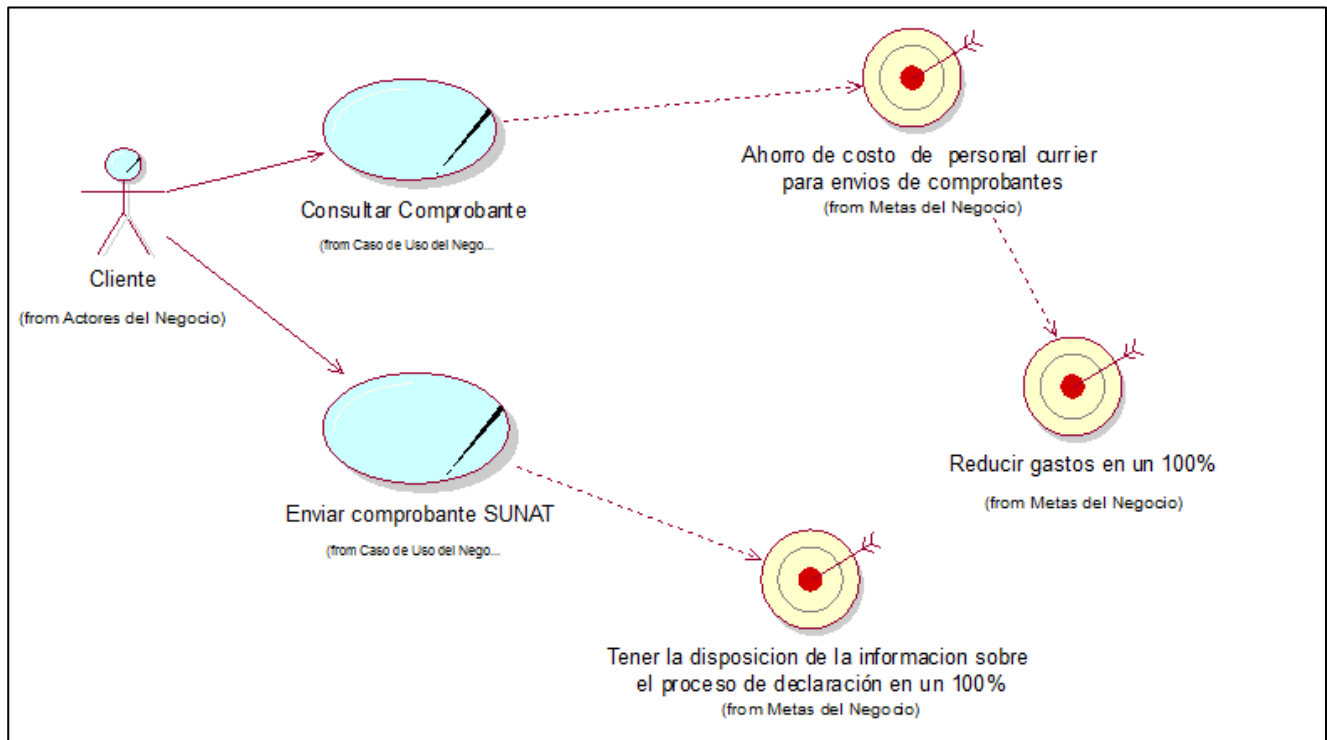 Ahorro de costo de personal currier
para envios de comprobantes
(from Metas del Negocio)
Consultar Comprobante
(from Caso de Uso del Nego...
Cliente
(from Actores del Negocio)
Reducir gastos en un 100%
(from Metas del Negocio)
Enviar comprobante SUNAT
(from Caso de Uso del Nego...
Tener la disposicion de la informacion sobre
el proceso de declaración en un 100%
(from Metas del Negocio)